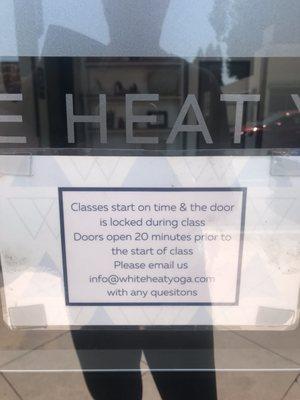 E HEAT Y
Classes start on time & the door
is locked during class
Doors open 20 minutes prior to
the start of class
Please email us
info@whiteheatyoga.com
with any quesitons